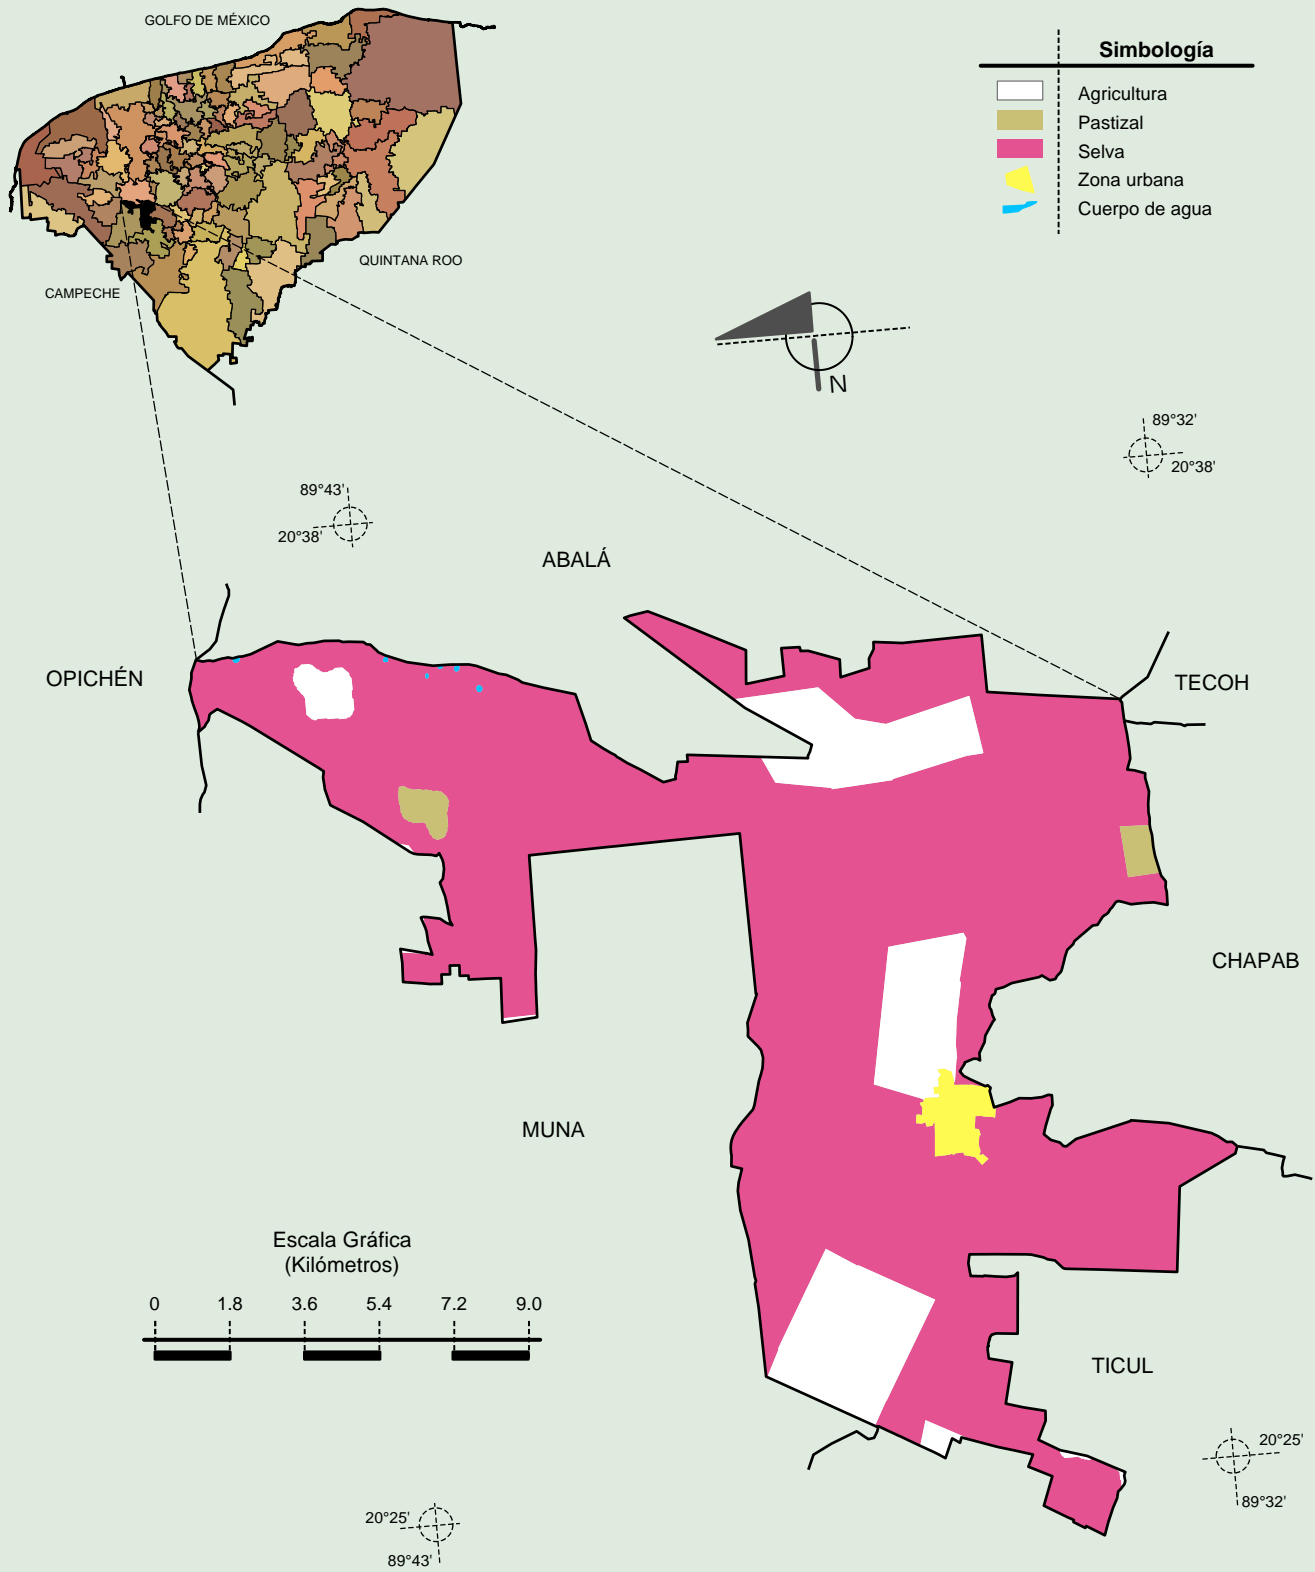 GOLFO DE MÉXICO
QUINTANA ROO
CAMPECHE
Simbología
Agricultura
Pastizal
Selva
Zona urbana
Cuerpo de agua
N
89°32'
20°38'
89°43'
20°38'
ABALÁ
OPICHÉN
TECOH
CHAPAB
MUNA
TICUL
Escala Gráfica
(Kilómetros)
0 1.8 3.6 5.4 7.2 9.0
20°25'
89°32'
20°25'
89°43'